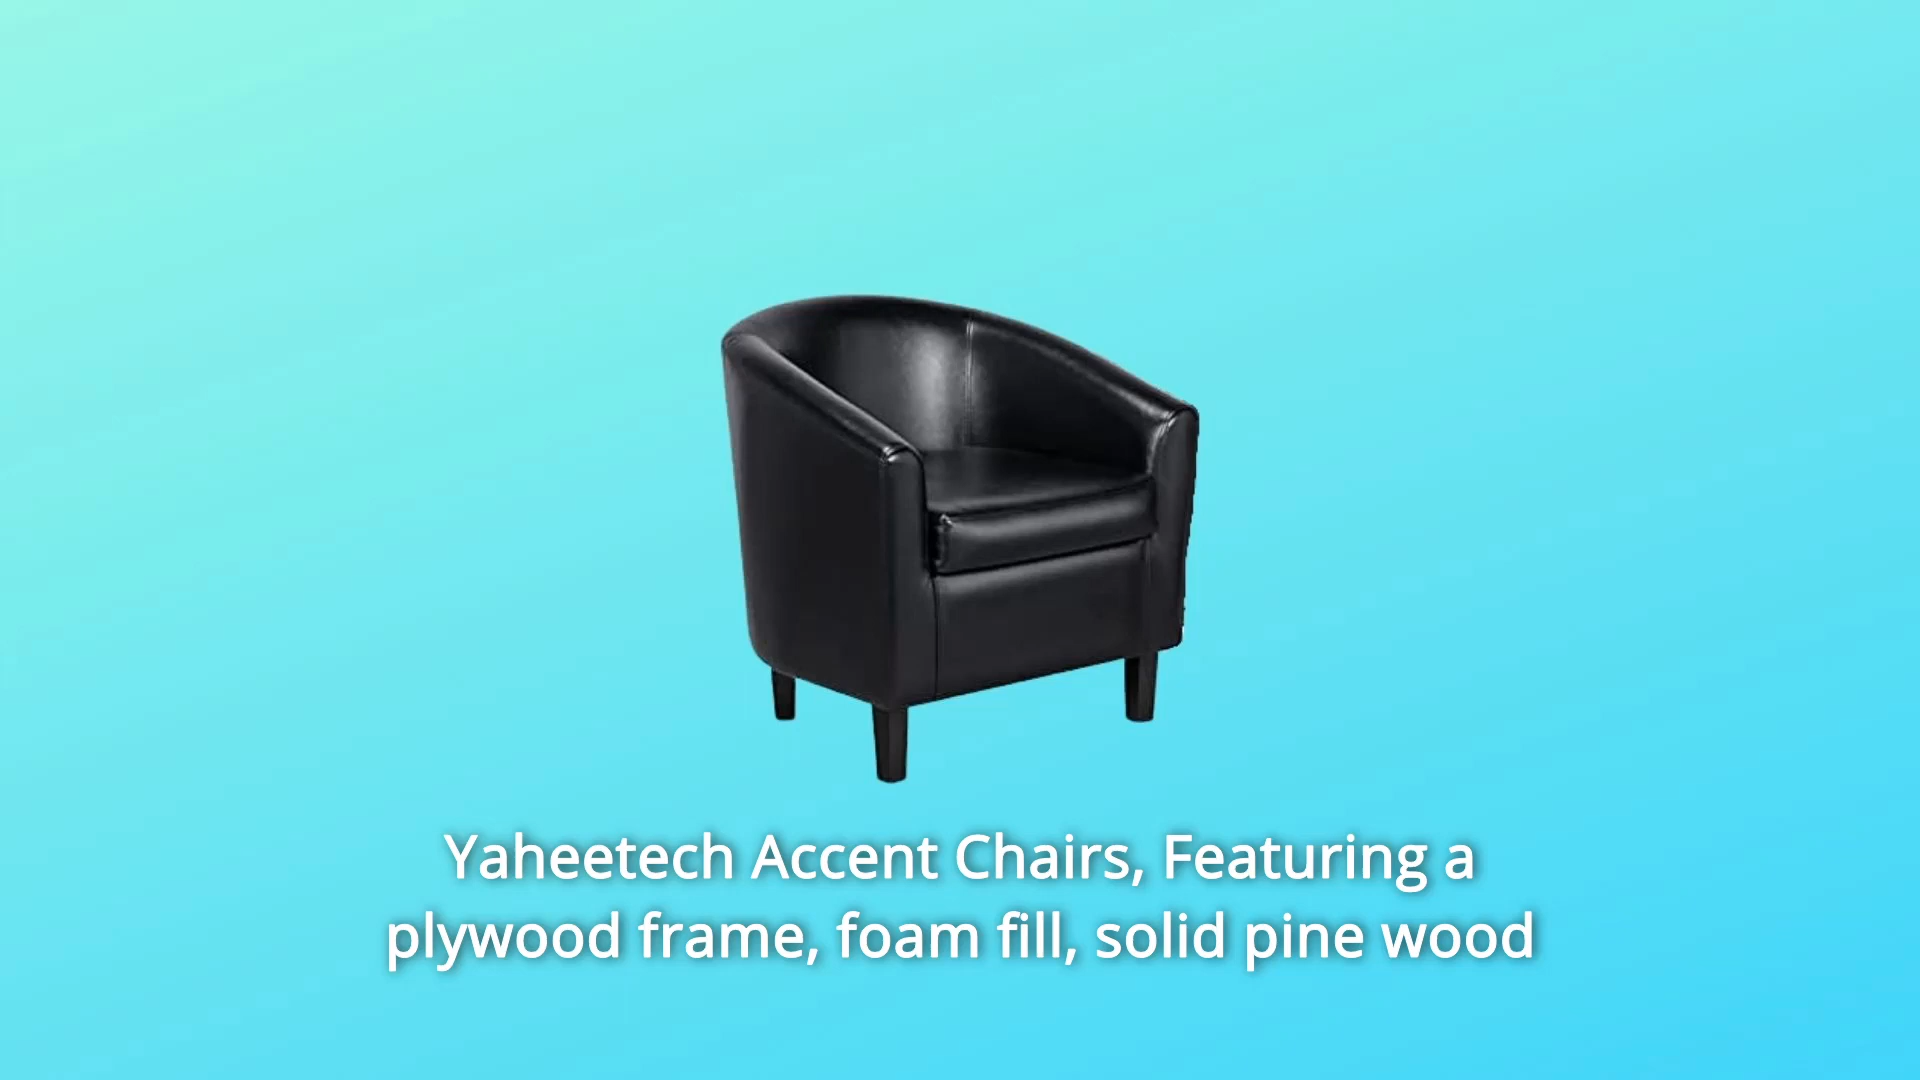 Yaheetech Accent Chairs, Featuring a
plywood frame, foam fill, solid pine wood